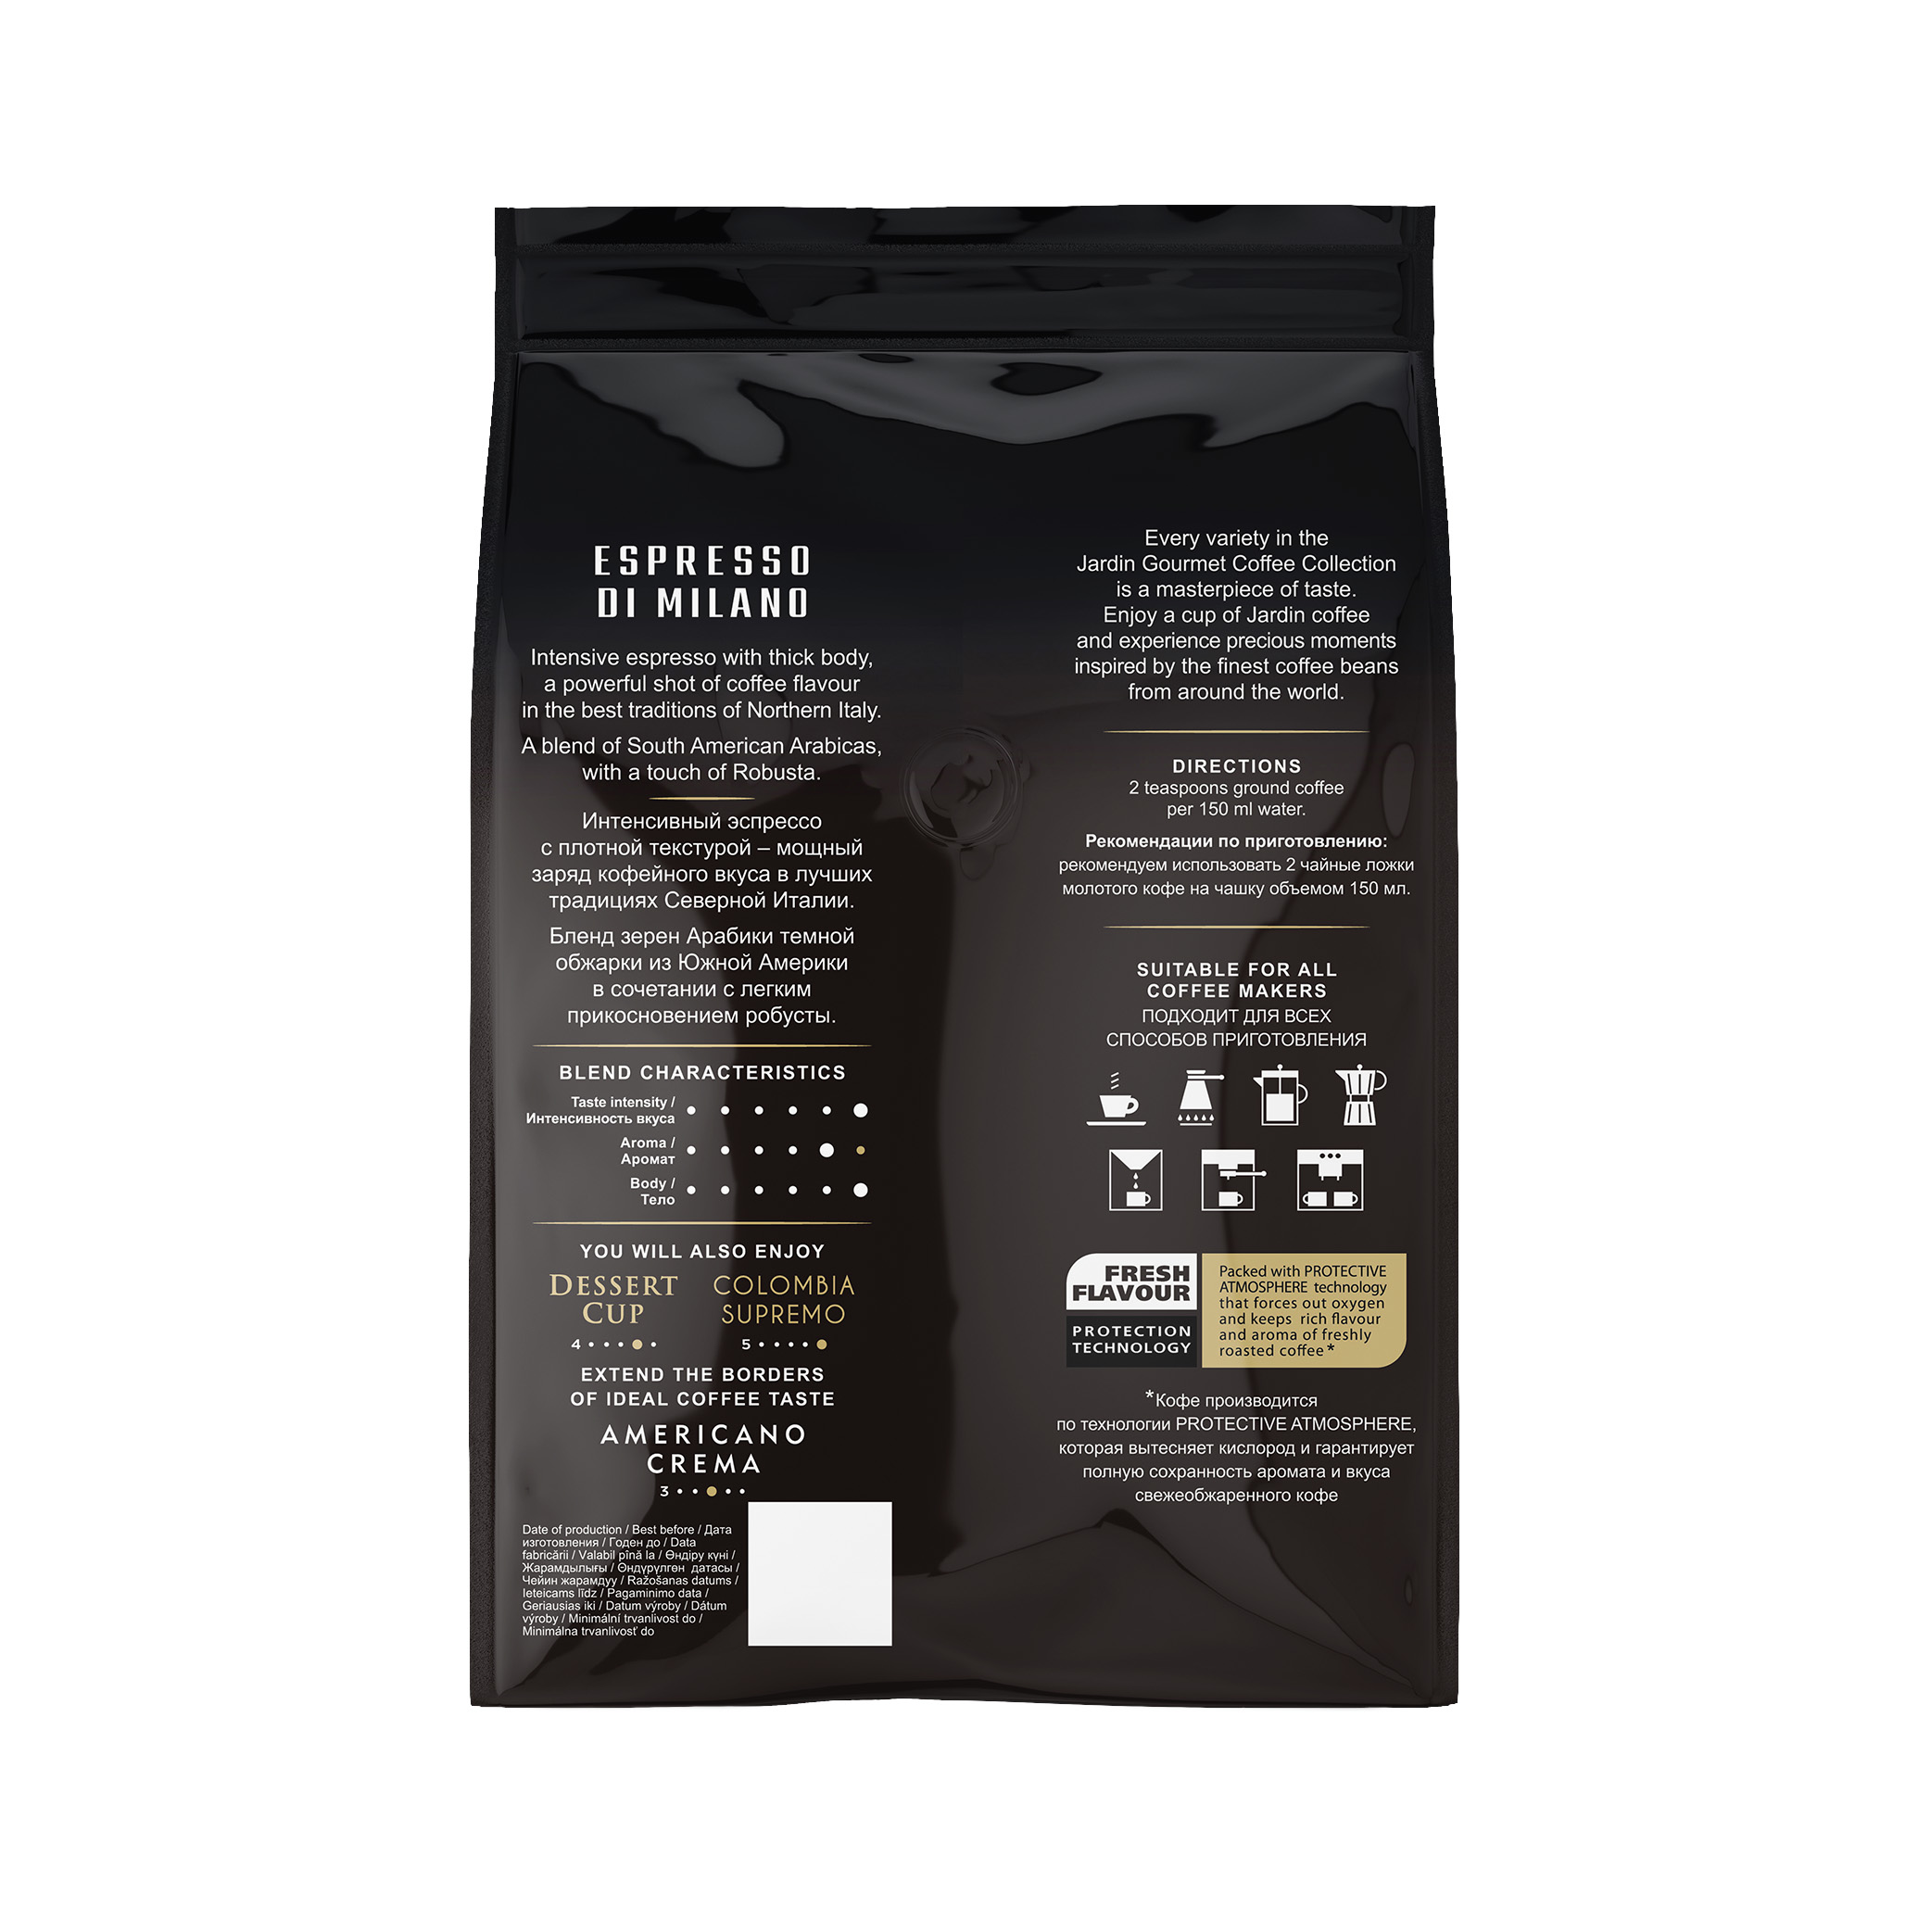 ESPRESSO
DI MILANO
Intensive espresso with thick body,
a powerful shot of coffee flavour
in the best traditions of Northern Italy.
A blend of South American Arabicas,
with a touch of Robusta.
Интенсивный эспрессо
с плотной текстурой – мощный
заряд кофейного вкуса в лучших
традициях Северной Италии.
Бленд зерен Арабики темной
обжарки из Южной Америки
в сочетании с легким
прикосновением робусты.
BLEND CHARACTERISTICS
Taste intensity /
Интенсивность вкуса
Aroma /
Аромат
Body /
Тело
YOU WILL ALSO ENJOY
DESSERT
CUP
4
COLOMBIA
SUPREMO
5
EXTEND THE BORDERS
OF IDEAL COFFEE TASTE
AMERICANO
CREMA
3
Date of production / Best before / Дата
изготовления / Годен до / Data
fabricării / Valabil pînă la / Өндіру күні /
Жарамдылығы / Өндүрүлгөн датасы /
Чейин жарамдуу / Ražošanas datums /
Ieteicams līdz / Pagaminimo data /
Geriausias iki / Datum výroby / Dátum
výroby / Minimální trvanlivost do /
Minimálna trvanlivosť do
Every variety in the
Jardin Gourmet Coffee Collection
is a masterpiece of taste.
Enjoy a cup of Jardin coffee
and experience precious moments
inspired by the finest coffee beans
from around the world.
DIRECTIONS
2 teaspoons ground coffee
per 150 ml water.
Рекомендации по приготовлению:
рекомендуем использовать 2 чайные ложки
молотого кофе на чашку объемом 150 мл.
SUITABLE FOR ALL
COFFEE MAKERS
ПОДХОДИТ ДЛЯ ВСЕХ
СПОСОБОВ ПРИГОТОВЛЕНИЯ
FRESH
FLAVOUR
PROTECTION
TECHNOLOGY
Packed with PROTECTIVE
ATMOSPHERE technology
that forces out oxygen
and keeps rich flavour
and aroma of freshly
roasted coffee*
*Кофе производится
по технологии PROTECTIVE ATMOSPHERE,
которая вытесняет кислород и гарантирует
полную сохранность аромата и вкуса
свежеобжаренного кофе